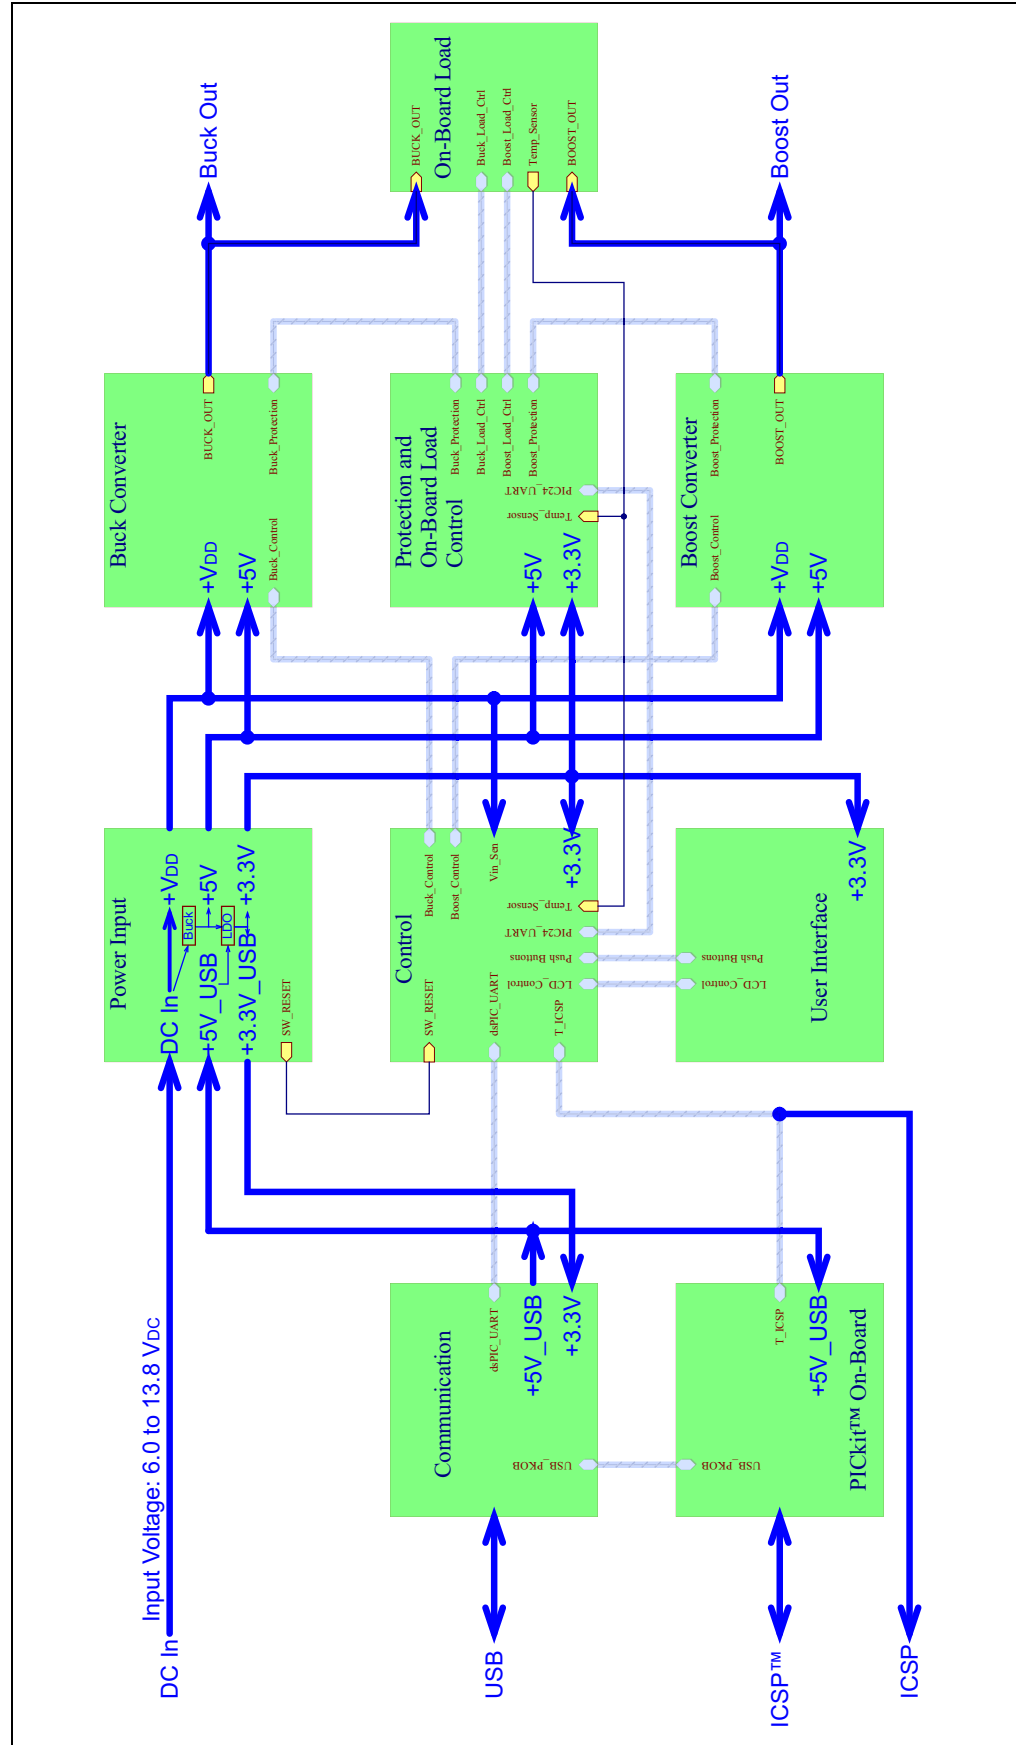 DC In
Input Voltage: 6.0 to 13.8 VDC
USB
ICSP™
ICSP
Power Input
DC In
+VDD
Buck
+5V_USB
+5V
LDO
+3.3V_USB
+3.3V
SW_RESET
Communication
dsPIC_UART
+5V_USB
+3.3V
USB_PKOB
PICkit™ On-Board
T_ICSP
+5V_USB
USB_PKOB
Control
Buck_Control
Boost_Control
SW_RESET
Vin_Sen
dsPIC_UART
+3.3V
T_ICSP
Temp_Sensor
PIC24_UART
Push Buttons
LCD_Control
User Interface
Push Buttons
LCD_Control
+3.3V
Buck Converter
BUCK_OUT
Buck_Protection
Buck_Control
+VDD
+5V
Protection and
On-Board Load
Control
Buck_Protection
Buck_Load_Ctrl
Boost_Load_Ctrl
Boost_Protection
PIC24_UART
Temp_Sensor
+5V
+3.3V
Boost Converter
Boost_Protection
Boost_Control
BOOST_OUT
+VDD
+5V
On-Board Load
BUCK_OUT
Buck_Load_Ctrl
Boost_Load_Ctrl
Temp_Sensor
BOOST_OUT
Buck Out
Boost Out